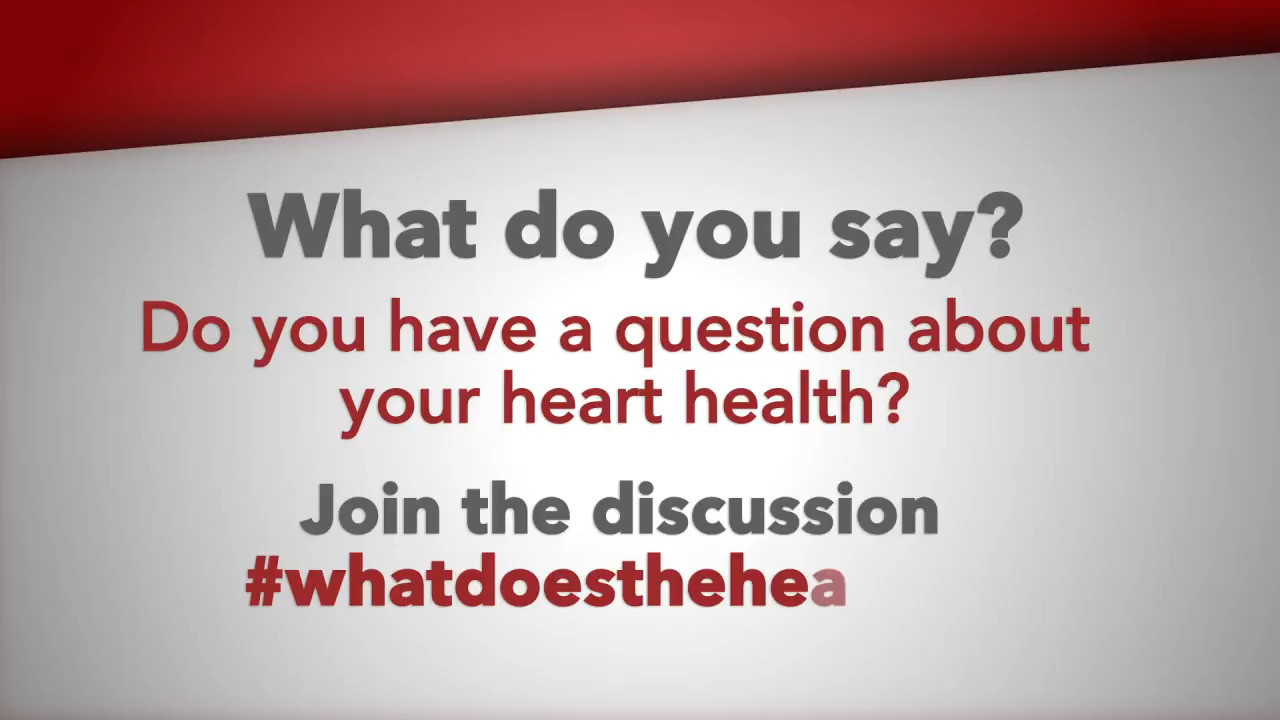 What do you say?
Do you have a question about
your heart health?
Join the discussion
#whatdoesthehea